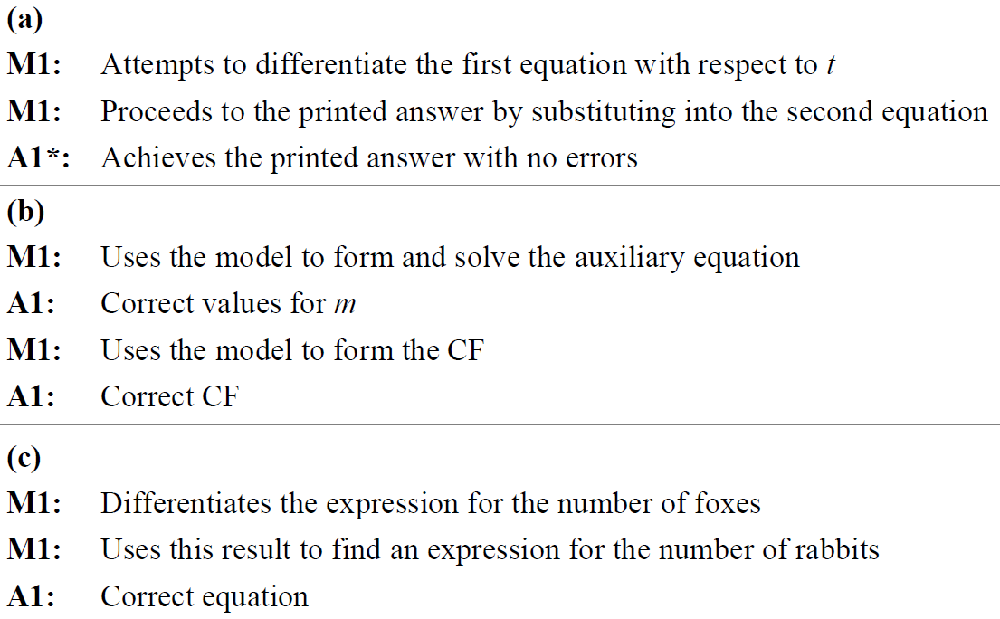 (a)
M1: Attempts to differentiate the first equation with respect to t
M1: Proceeds to the printed answer by substituting into the second equation
A1*: Achieves the printed answer with no errors
(b)
M1: Uses the model to form and solve the auxiliary equation
A1: Correct values for m
M1: Uses the model to form the CF
A1: Correct CF
(c)
M1: Differentiates the expression for the number of foxes
M1: Uses this result to find an expression for the number of rabbits
A1: Correct equation